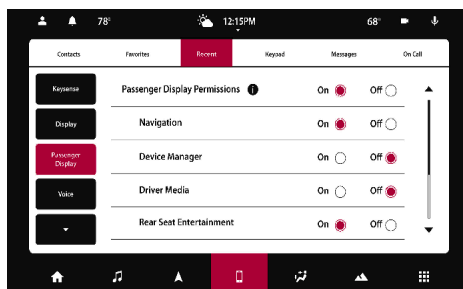 78° 12:15PM 68°
Contacts Favorites Recent Keypad Messages On Call
Keysense
Display
Passenger
Display
Voice
Passenger Display Permissions i On Off
Navigation On Off
Device Manager On Off
Driver Media On Off
Rear Seat Entertainment On Off